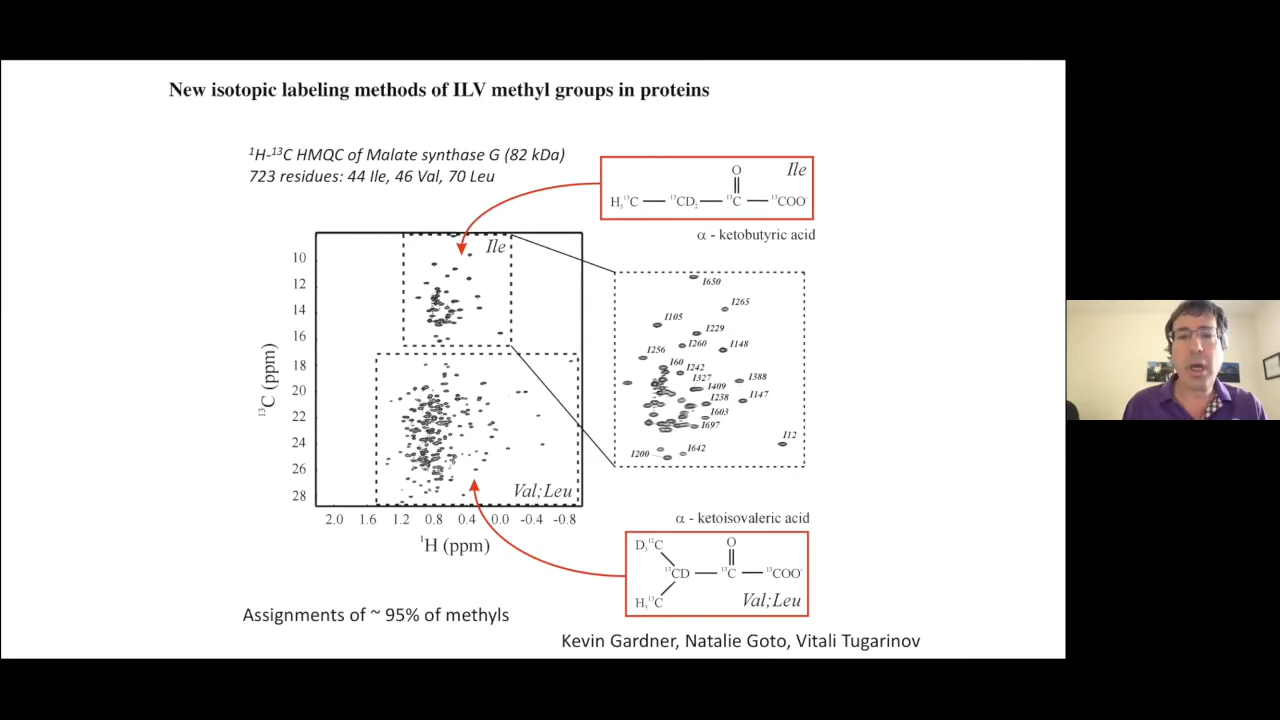 New isotopic labeling methods of ILV methyl groups in proteins
¹H-¹³C HMQC of Malate synthase G (82 kDa)
723 residues: 44 Ile, 46 Val, 70 Leu
O
Ile
H₃¹³C — ¹³CD₂ — ¹³C — ¹³COO⁻
α - ketobutyric acid
Ile
10
12
14
16
18
20
22
24
26
28
¹³C (ppm)
Val;Leu
2.0 1.6 1.2 0.8 0.4 0.0 -0.4 -0.8
¹H (ppm)
I650
I265
I105
I229
I260
I148
I256
I60
I242
I327
I388
I409
I238
I147
I603
I697
I12
I642
I200
α - ketoisovaleric acid
D₃¹²C
O
¹³CD — ¹³C — ¹³COO⁻
H₃¹³C
Val;Leu
Assignments of ~ 95% of methyls
Kevin Gardner, Natalie Goto, Vitali Tugarinov